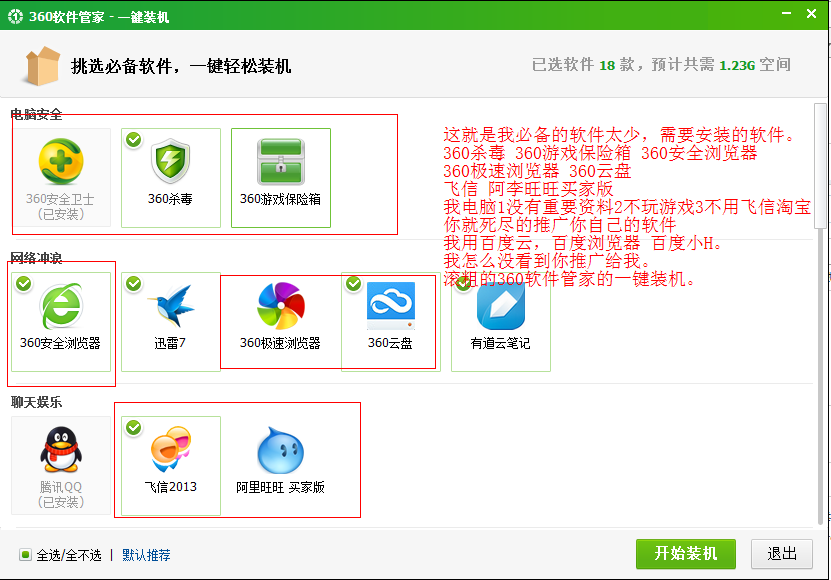 360软件管家 - 一键装机
挑选必备软件，一键轻松装机
已选软件 18 款，预计共需 1.23G 空间
电脑安全
360安全卫士
(已安装)
360杀毒
360游戏保险箱
这就是我必备的软件太少，需要安装的软件。
360杀毒 360游戏保险箱 360安全浏览器
360极速浏览器 360云盘
飞信 阿李旺旺买家版
我电脑1没有重要资料2不玩游戏3不用飞信淘宝
你就死尽的推广你自己的软件
我用百度云，百度浏览器 百度小H。
我怎么没看到你推广给我。
滚粗的360软件管家的一键装机。
网络冲浪
360安全浏览器
迅雷7
360极速浏览器
360云盘
有道云笔记
聊天娱乐
腾讯QQ
(已安装)
飞信2013
阿里旺旺 买家版
全选/全不选 | 默认推荐
开始装机
退出